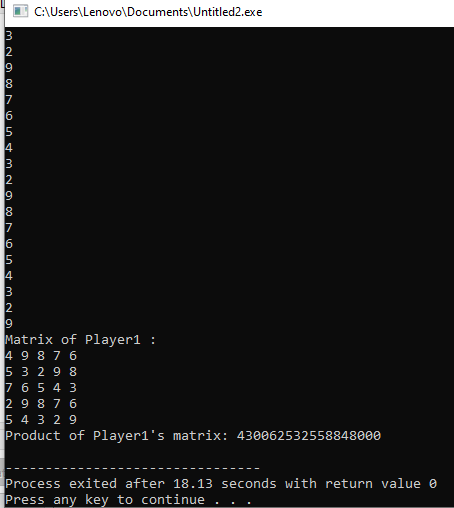 C:\Users\Lenovo\Documents\Untitled2.exe
3
2
9
8
7
6
5
4
3
2
9
8
7
6
5
4
3
2
9
Matrix of Player1 :
4 9 8 7 6
5 3 2 9 8
7 6 5 4 3
2 9 8 7 6
5 4 3 2 9
Product of Player1's matrix: 430062532558848000
--------------------------------
Process exited after 18.13 seconds with return value 0
Press any key to continue . . .